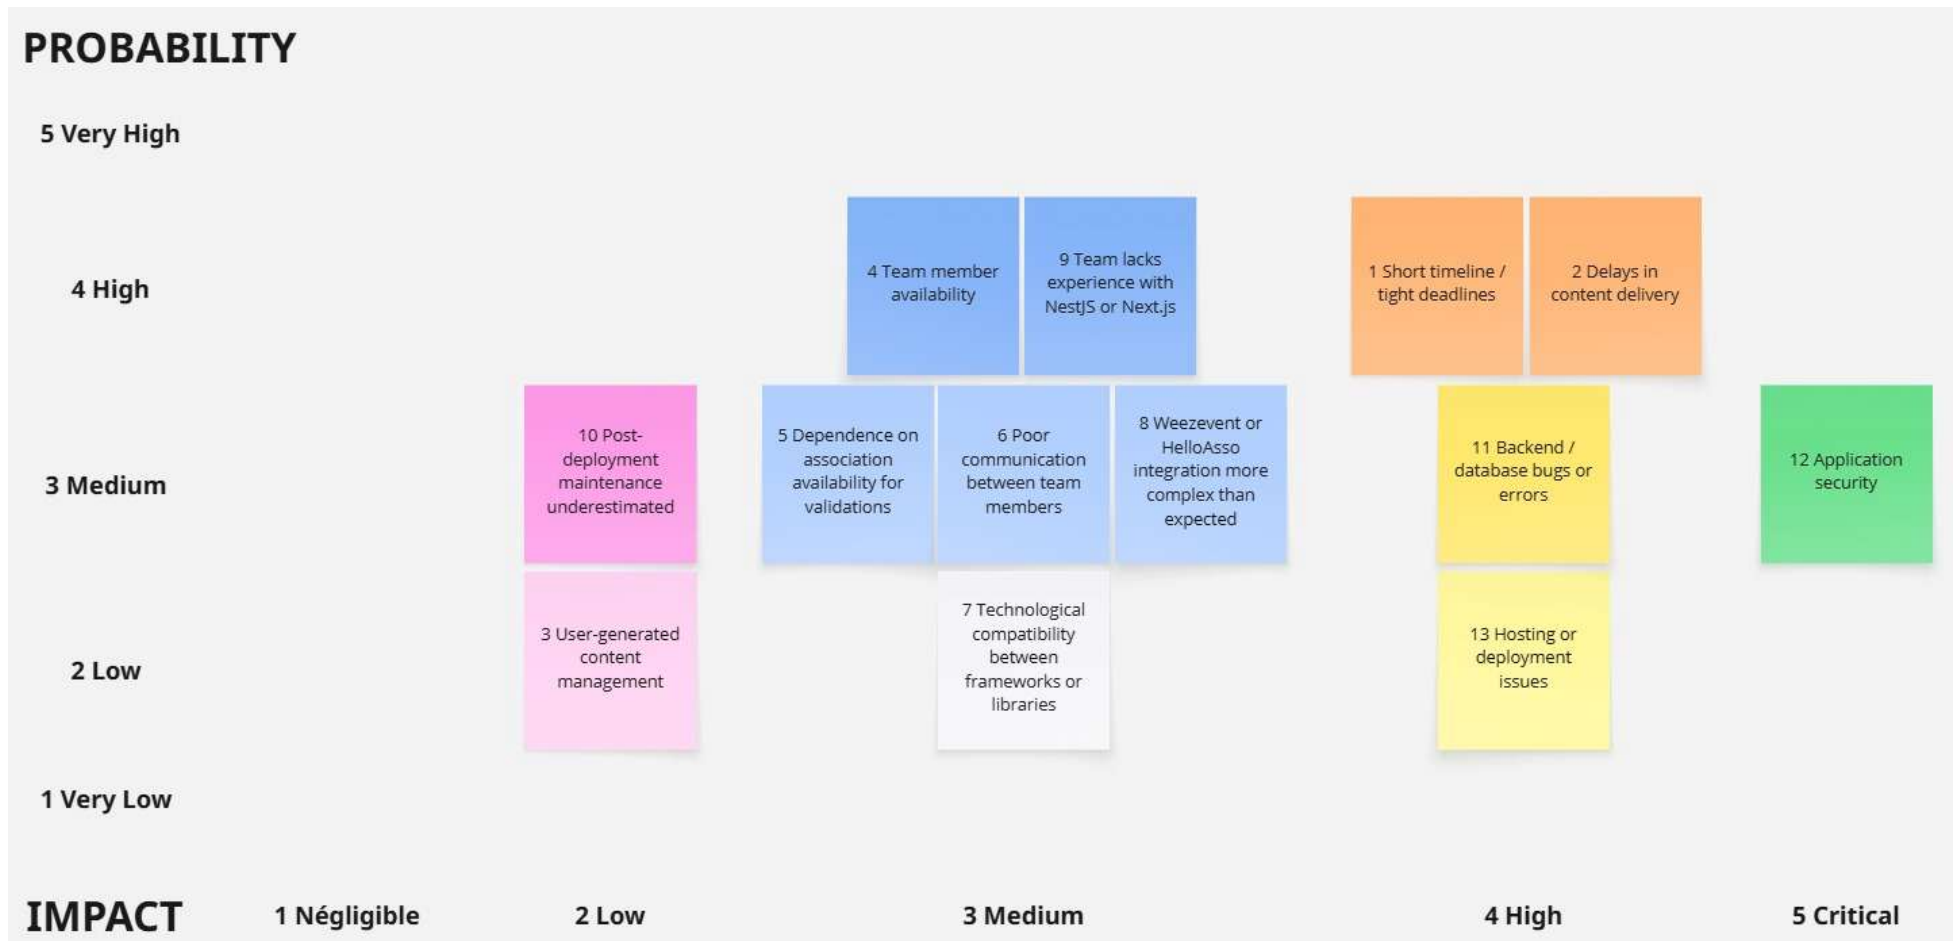 PROBABILITY
5 Very High
4 High
4 Team member
availability
9 Team lacks
experience with
NestJS or Next.js
1 Short timeline /
tight deadlines
2 Delays in
content delivery
3 Medium
10 Post-
deployment
maintenance
underestimated
5 Dependence on
association
availability for
validations
6 Poor
communication
between team
members
8 Weezevent or
HelloAsso
integration more
complex than
expected
11 Backend /
database bugs or
errors
12 Application
security
2 Low
3 User-generated
content
management
7 Technological
compatibility
between
frameworks or
libraries
13 Hosting or
deployment
issues
1 Very Low
IMPACT
1 Négligible
2 Low
3 Medium
4 High
5 Critical